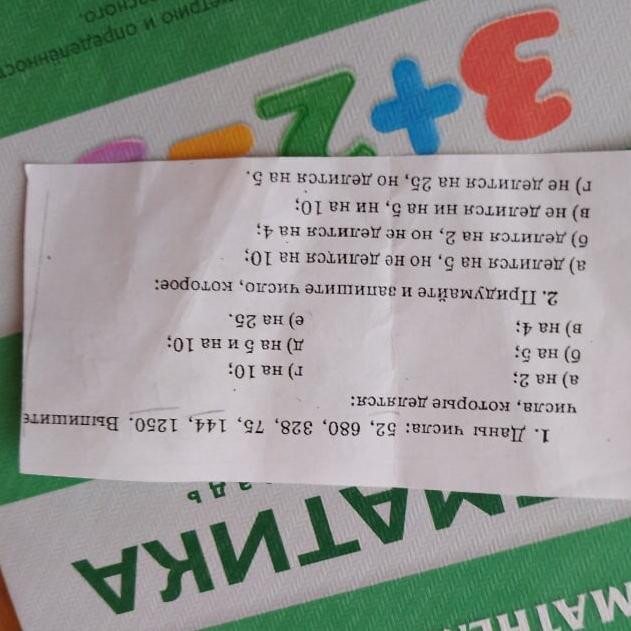 1. Даны числа: 52, 680, 328, 75, 144, 1250. Выпишите
числа, которые делятся:
а) на 2; г) на 10;
б) на 5; д) на 5 и на 10;
в) на 4; е) на 25.
2. Придумайте и запишите число, которое:
а) делится на 5, но не делится на 10;
б) делится на 2, но не делится на 4;
в) не делится ни на 5, ни на 10;
г) не делится на 25, но делится на 5.
3+2